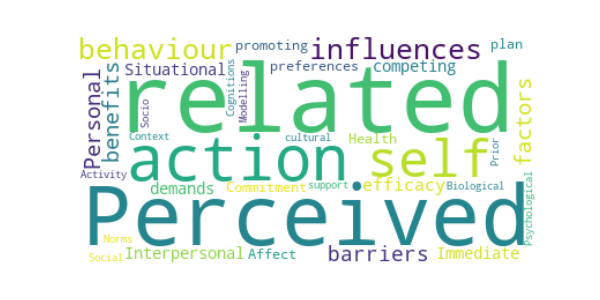 behaviour
promoting
influences
plan
Situational
preferences
competing
Personal
benefits
Socio
related
Cognitions
Modelling
Context
cultural
Health
Prior
factors
action
self
Activity
demands
Commitment
support
efficacy
Biological
Psychological
Perceived
Norms
Social
Interpersonal
Affect
barriers
Immediate